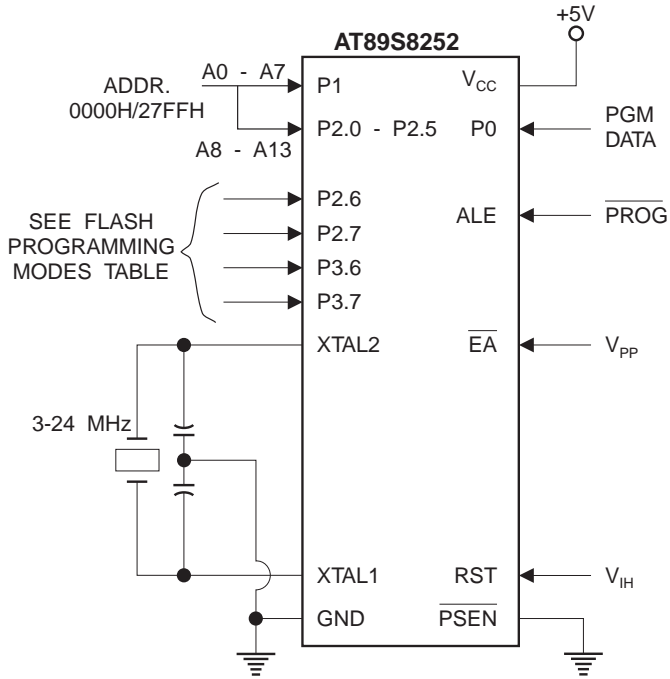 +5V
AT89S8252
A0 - A7
ADDR.
0000H/27FFH
A8 - A13
P1
P2.0 - P2.5
VCC
P0
PGM
DATA
SEE FLASH
PROGRAMMING
MODES TABLE
P2.6
P2.7
P3.6
P3.7
ALE
PROG
XTAL2
EA
VPP
3-24 MHz
XTAL1
RST
VIH
GND
PSEN